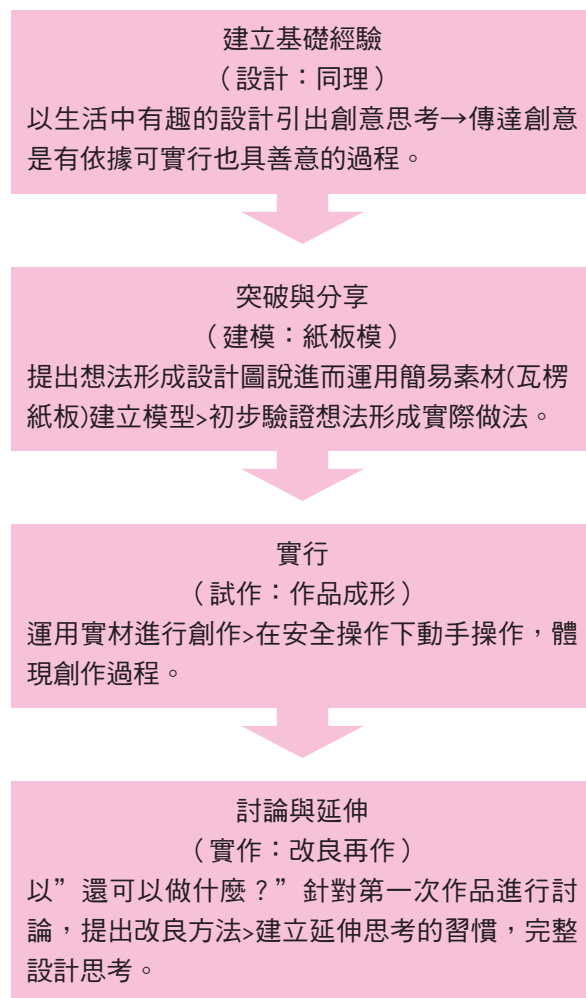 建立基礎經驗
（設計：同理）
以生活中有趣的設計引出創意思考→傳達創意
是有依據可實行也具善意的過程。
突破與分享
（建模：紙板模）
提出想法形成設計圖說進而運用簡易素材(瓦楞
紙板)建立模型>初步驗證想法形成實際做法。
實行
（試作：作品成形）
運用實材進行創作>在安全操作下動手操作，體
現創作過程。
討論與延伸
（實作：改良再作）
以”還可以做什麼？”針對第一次作品進行討
論，提出改良方法>建立延伸思考的習慣，完整
設計思考。